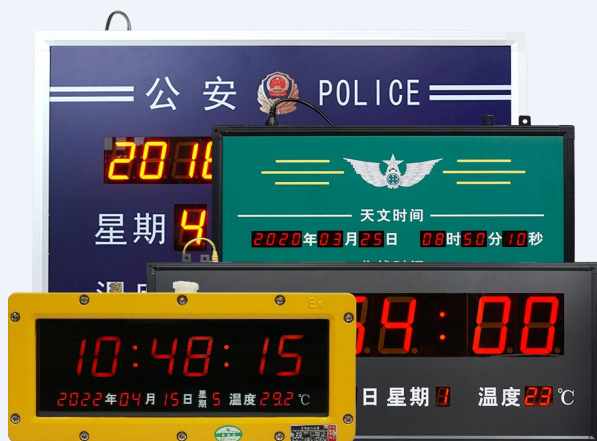 公安 POLICE
星期 4
天文时间
2020年03月25日 08时50分10秒
4:00
日 星期 1 温度 23 ℃
Ex
10:48:15
2022年04月15日 星期5 温度29.2℃